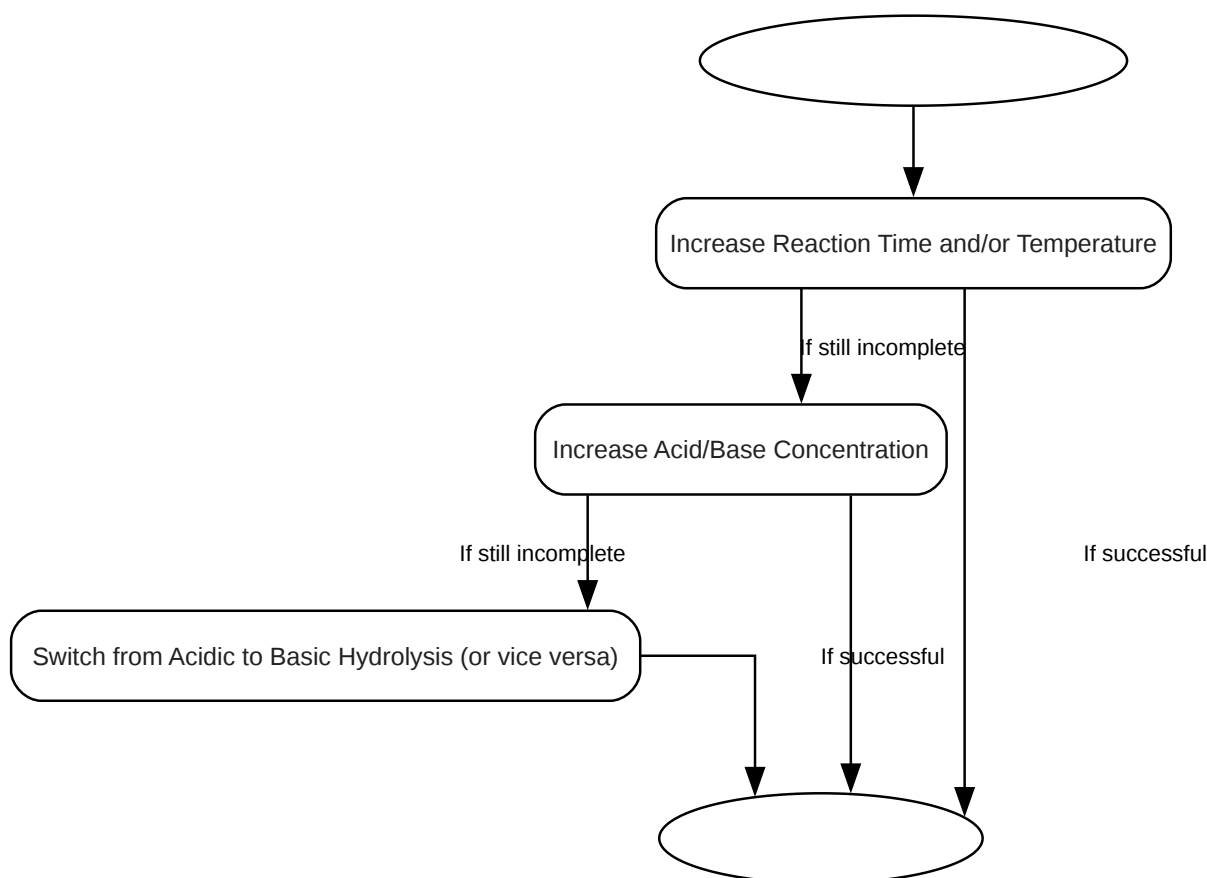 Increase Reaction Time and/or Temperature
If still incomplete
Increase Acid/Base Concentration
If still incomplete
If successful
Switch from Acidic to Basic Hydrolysis (or vice versa)
If successful